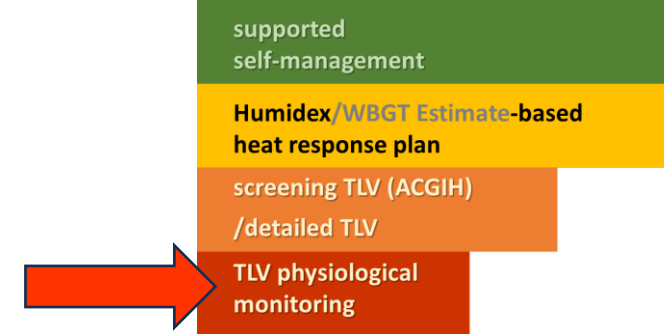 supported
self-management
Humidex/WBGT Estimate-based
heat response plan
screening TLV (ACGIH)
/detailed TLV
TLV physiological
monitoring